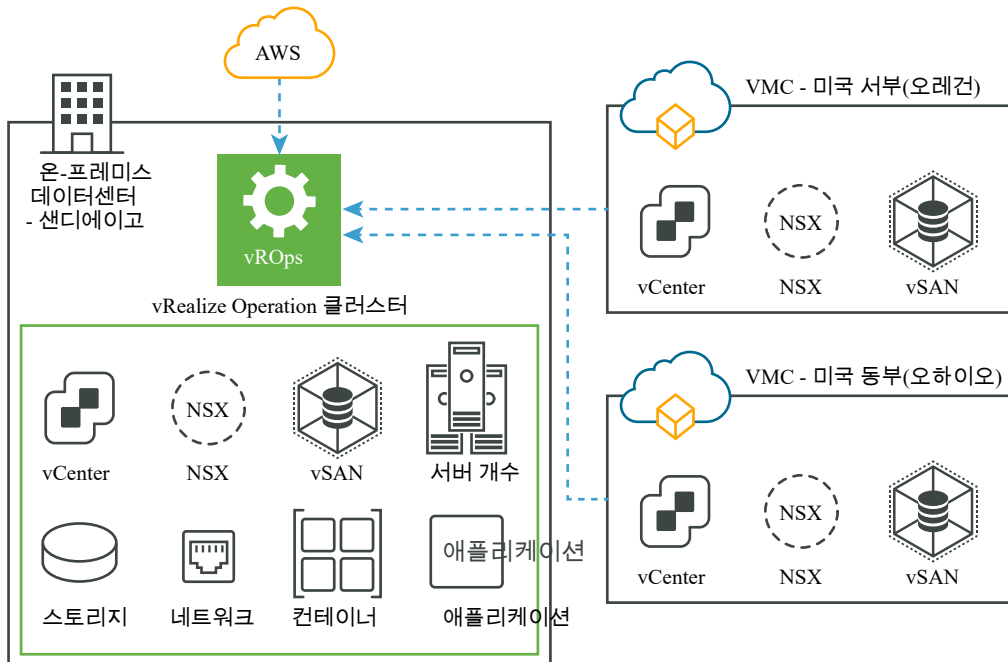 AWS
온-프레미스
데이터센터
- 샌디에이고
vROps
vRealize Operation 클러스터
NSX
vCenter
NSX
vSAN
서버 개수
애플리케이션
스토리지
네트워크
컨테이너
애플리케이션
VMC - 미국 서부(오레건)
NSX
vCenter
NSX
vSAN
VMC - 미국 동부(오하이오)
NSX
vCenter
NSX
vSAN